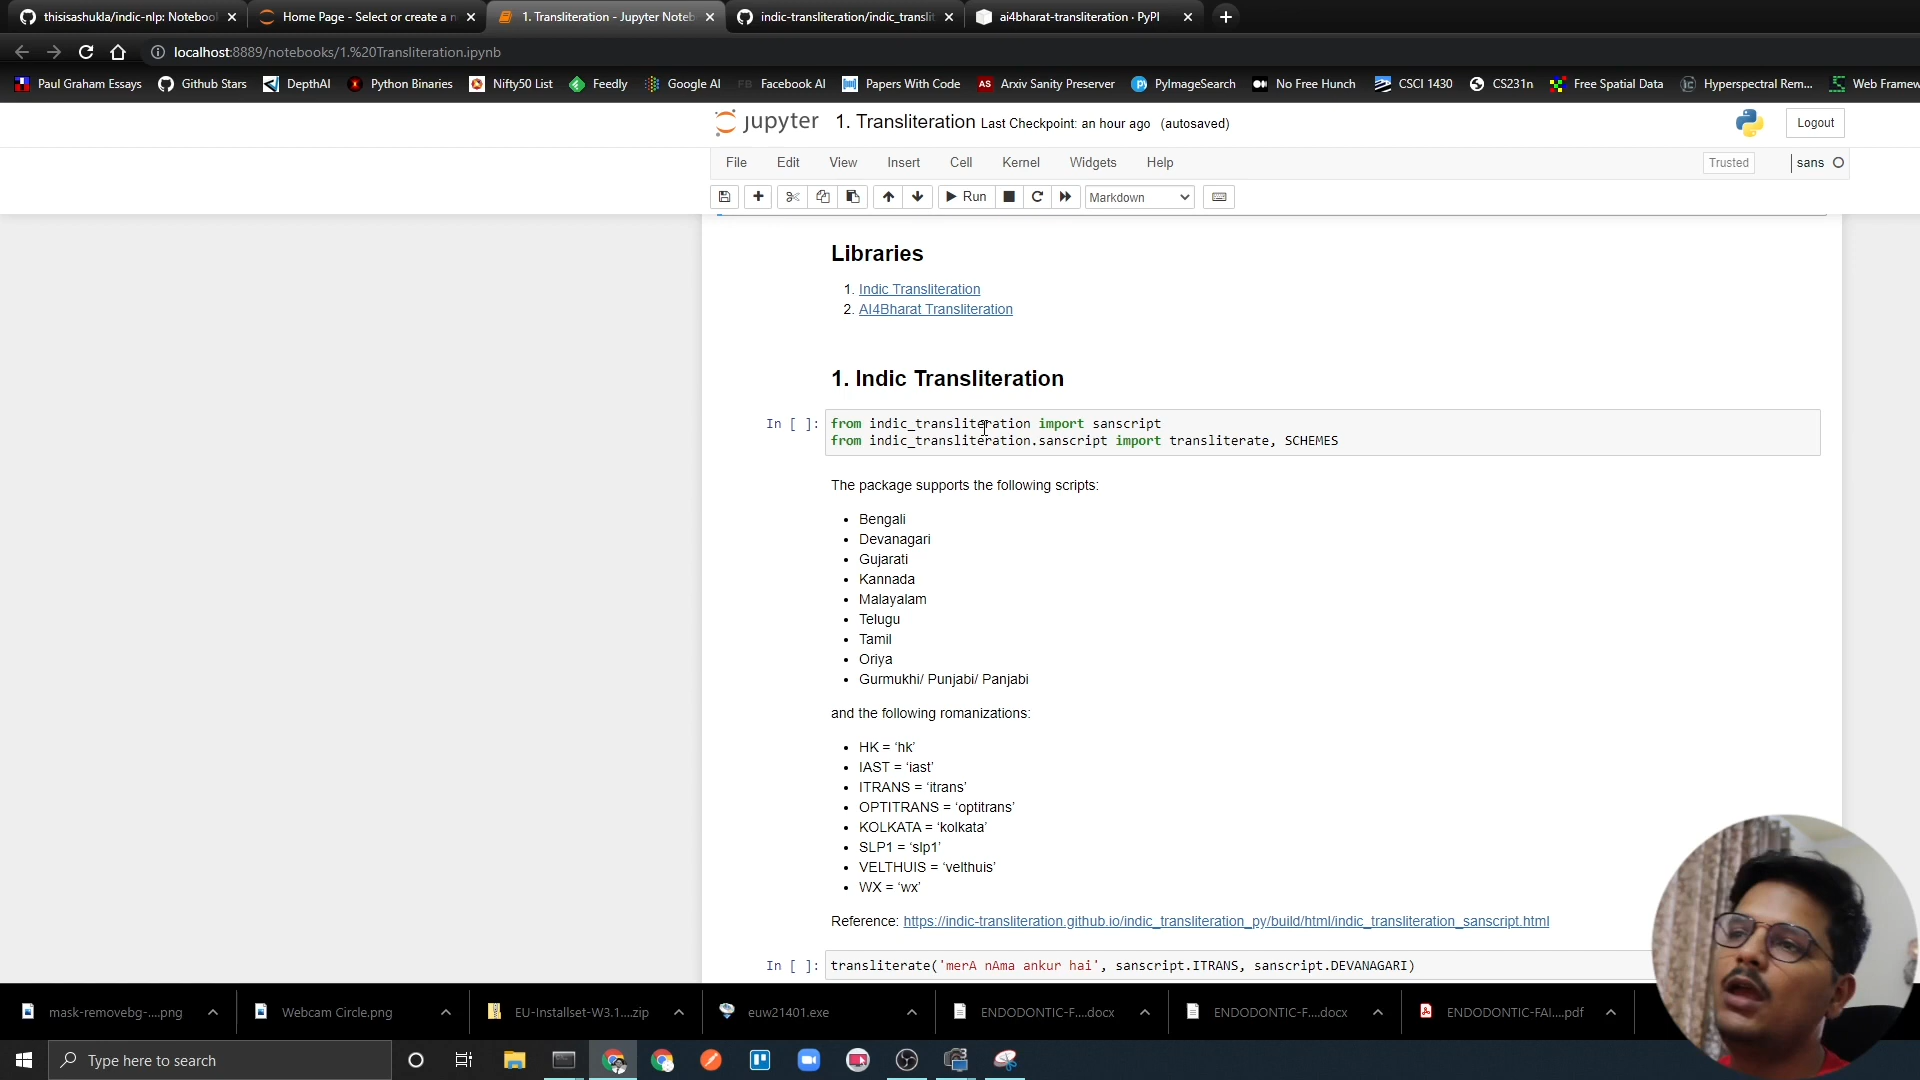 thisisashukla/indic-nlp: Notebook
Home Page - Select or create a n
1. Transliteration - Jupyter Noteb
indic-transliteration/indic_translit
ai4bharat-transliteration · PyPI
localhost:8889/notebooks/1.%20Transliteration.ipynb
Paul Graham Essays
Github Stars
DepthAI
Python Binaries
Nifty50 List
Feedly
Google AI
FB Facebook AI
Papers With Code
AS Arxiv Sanity Preserver
PyImageSearch
No Free Hunch
CSCI 1430
CS231n
Free Spatial Data
Hyperspectral Rem...
Web Framew
jupyter 1. Transliteration Last Checkpoint: an hour ago (autosaved)
Logout
File Edit View Insert Cell Kernel Widgets Help
Trusted
sans
Run
Markdown
Libraries
1. Indic Transliteration
2. AI4Bharat Transliteration
1. Indic Transliteration
In [ ]: from indic_transliteration import sanscript
from indic_transliteration.sanscript import transliterate, SCHEMES
The package supports the following scripts:
• Bengali
• Devanagari
• Gujarati
• Kannada
• Malayalam
• Telugu
• Tamil
• Oriya
• Gurmukhi/ Punjabi/ Panjabi
and the following romanizations:
• HK = ‘hk’
• IAST = ‘iast’
• ITRANS = ‘itrans’
• OPTITRANS = ‘optitrans’
• KOLKATA = ‘kolkata’
• SLP1 = ‘slp1’
• VELTHUIS = ‘velthuis’
• WX = ‘wx’
Reference: https://indic-transliteration.github.io/indic_transliteration_py/build/html/indic_transliteration_sanscript.html
In [ ]: transliterate('merA nAma ankur hai', sanscript.ITRANS, sanscript.DEVANAGARI)
mask-removebg-....png
Webcam Circle.png
EU-Installset-W3.1....zip
euw21401.exe
ENDODONTIC-F....docx
ENDODONTIC-F....docx
ENDODONTIC-FAI....pdf
Type here to search